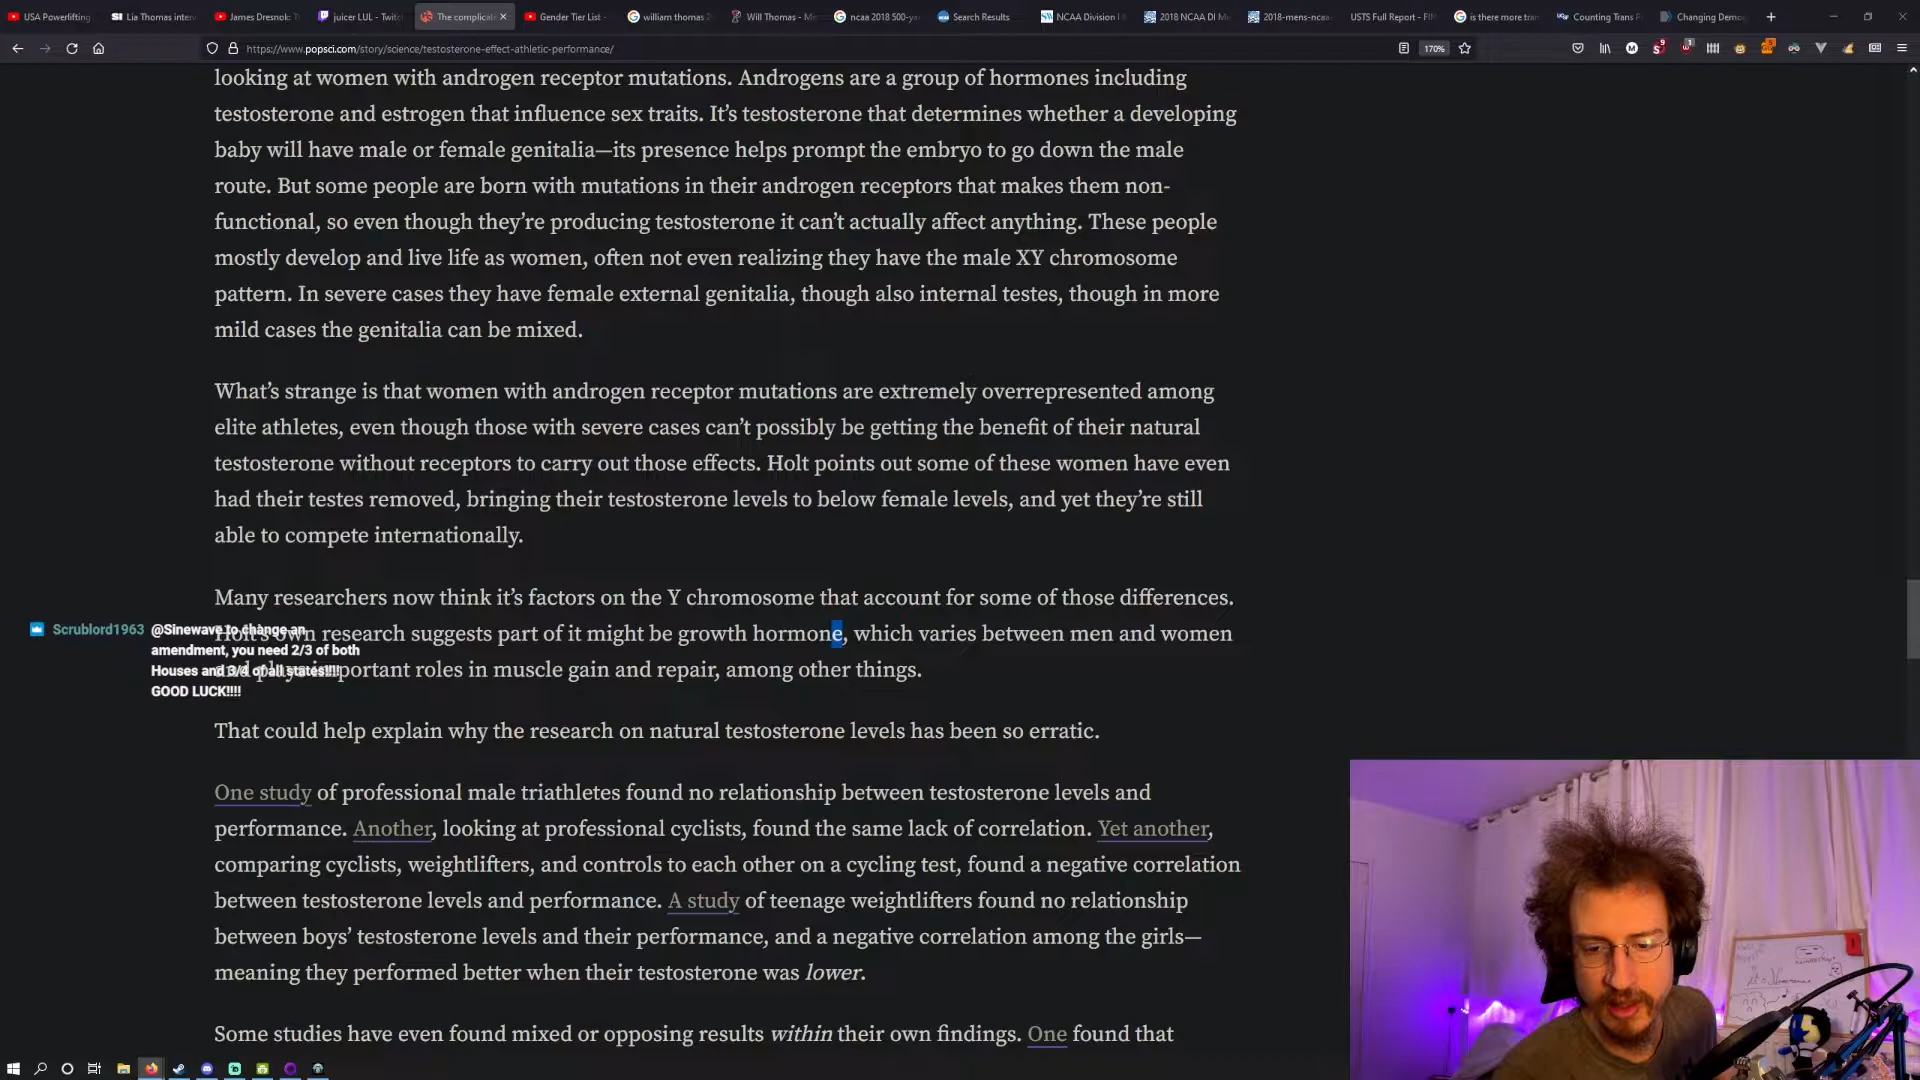 USA Powerlifting
Lia Thomas inter
James Dresnok: T
juicer LUL - Twitc
The complicate
Gender Tier List -
william thomas 2
Will Thomas - M
ncaa 2018 500-ya
Search Results
NCAA Division I
2018 NCAA DI M
2018-mens-ncaa
USTS Full Report - FI
is there more tran
Counting Trans P
Changing Demo
https://www.popsci.com/story/science/testosterone-effect-athletic-performance/
170%
looking at women with androgen receptor mutations. Androgens are a group of hormones including
testosterone and estrogen that influence sex traits. It’s testosterone that determines whether a developing
baby will have male or female genitalia—its presence helps prompt the embryo to go down the male
route. But some people are born with mutations in their androgen receptors that makes them non-
functional, so even though they’re producing testosterone it can’t actually affect anything. These people
mostly develop and live life as women, often not even realizing they have the male XY chromosome
pattern. In severe cases they have female external genitalia, though also internal testes, though in more
mild cases the genitalia can be mixed.
What’s strange is that women with androgen receptor mutations are extremely overrepresented among
elite athletes, even though those with severe cases can’t possibly be getting the benefit of their natural
testosterone without receptors to carry out those effects. Holt points out some of these women have even
had their testes removed, bringing their testosterone levels to below female levels, and yet they’re still
able to compete internationally.
Many researchers now think it’s factors on the Y chromosome that account for some of those differences.
Holt’s own research suggests part of it might be growth hormone, which varies between men and women
and plays important roles in muscle gain and repair, among other things.
Scrublord1963 @Sinewave to change an
amendment, you need 2/3 of both
Houses and 3/4 of all states!!!!
GOOD LUCK!!!!
That could help explain why the research on natural testosterone levels has been so erratic.
One study of professional male triathletes found no relationship between testosterone levels and
performance. Another, looking at professional cyclists, found the same lack of correlation. Yet another,
comparing cyclists, weightlifters, and controls to each other on a cycling test, found a negative correlation
between testosterone levels and performance. A study of teenage weightlifters found no relationship
between boys’ testosterone levels and their performance, and a negative correlation among the girls—
meaning they performed better when their testosterone was lower.
Some studies have even found mixed or opposing results within their own findings. One found that